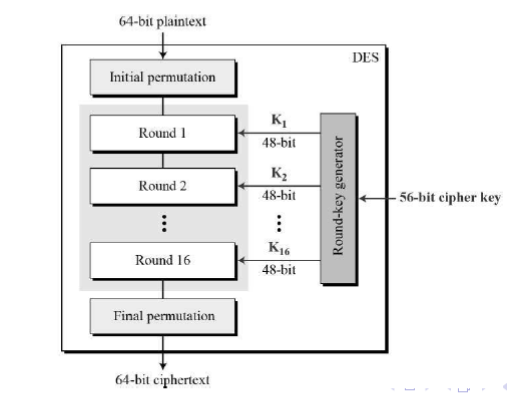 64-bit plaintext
DES
Initial permutation
Round 1
K1
48-bit
Round 2
K2
48-bit
Round-key generator
56-bit cipher key
Round 16
K16
48-bit
Final permutation
64-bit ciphertext